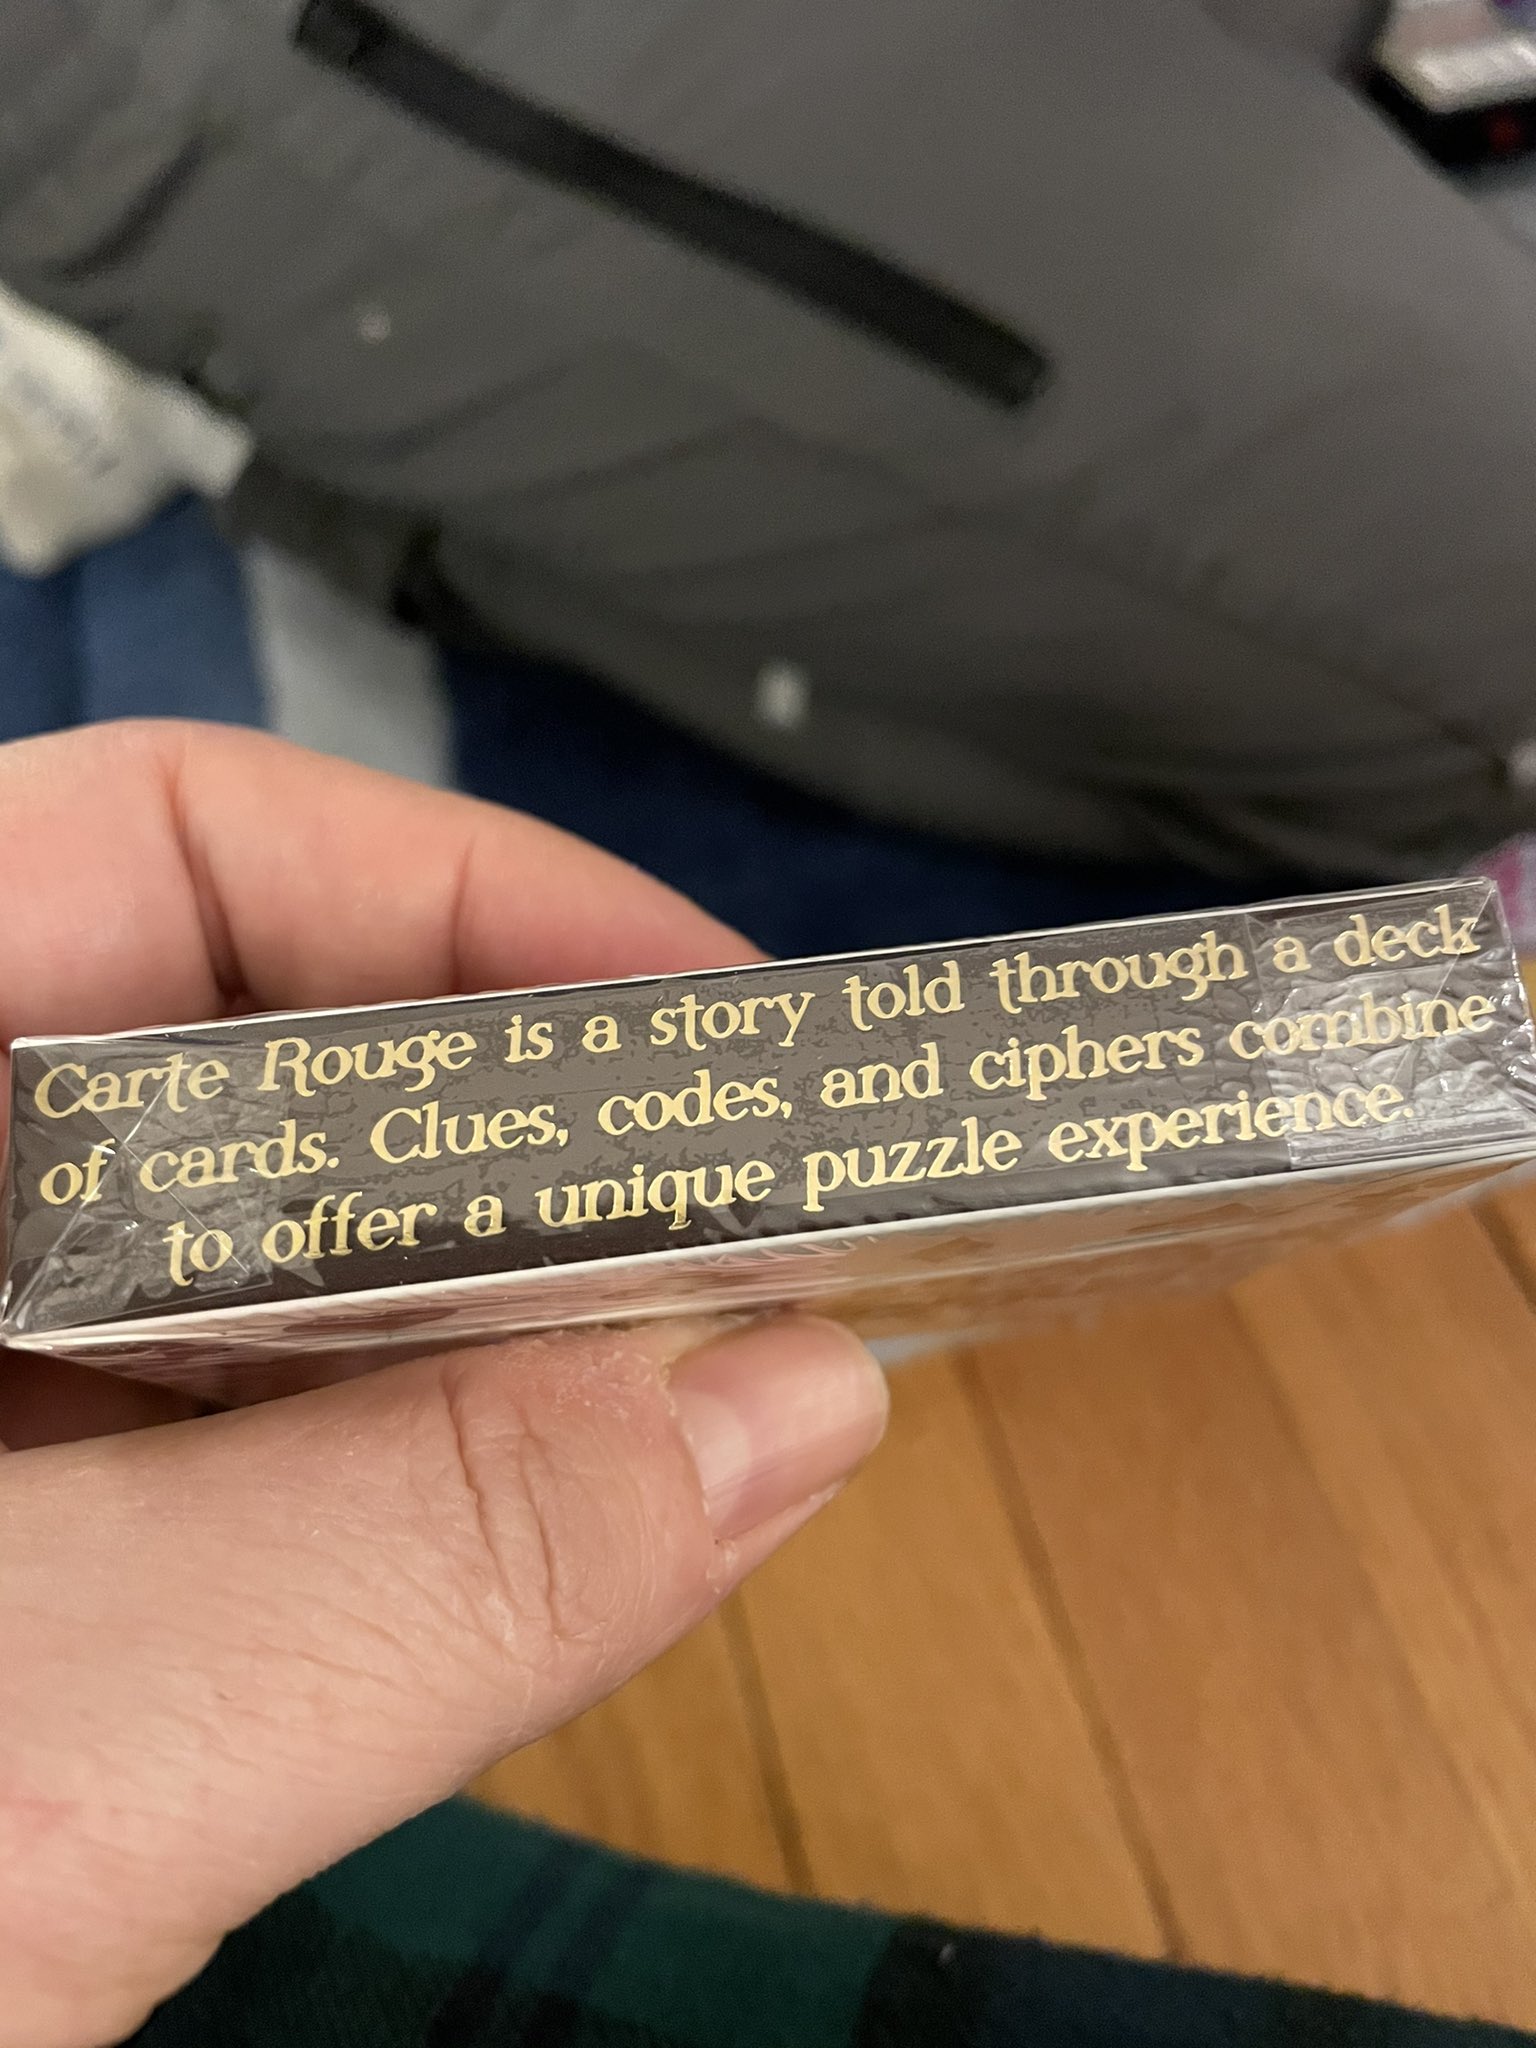 Carte Rouge is a story told through a deck
of cards. Clues, codes, and ciphers combine
to offer a unique puzzle experience.